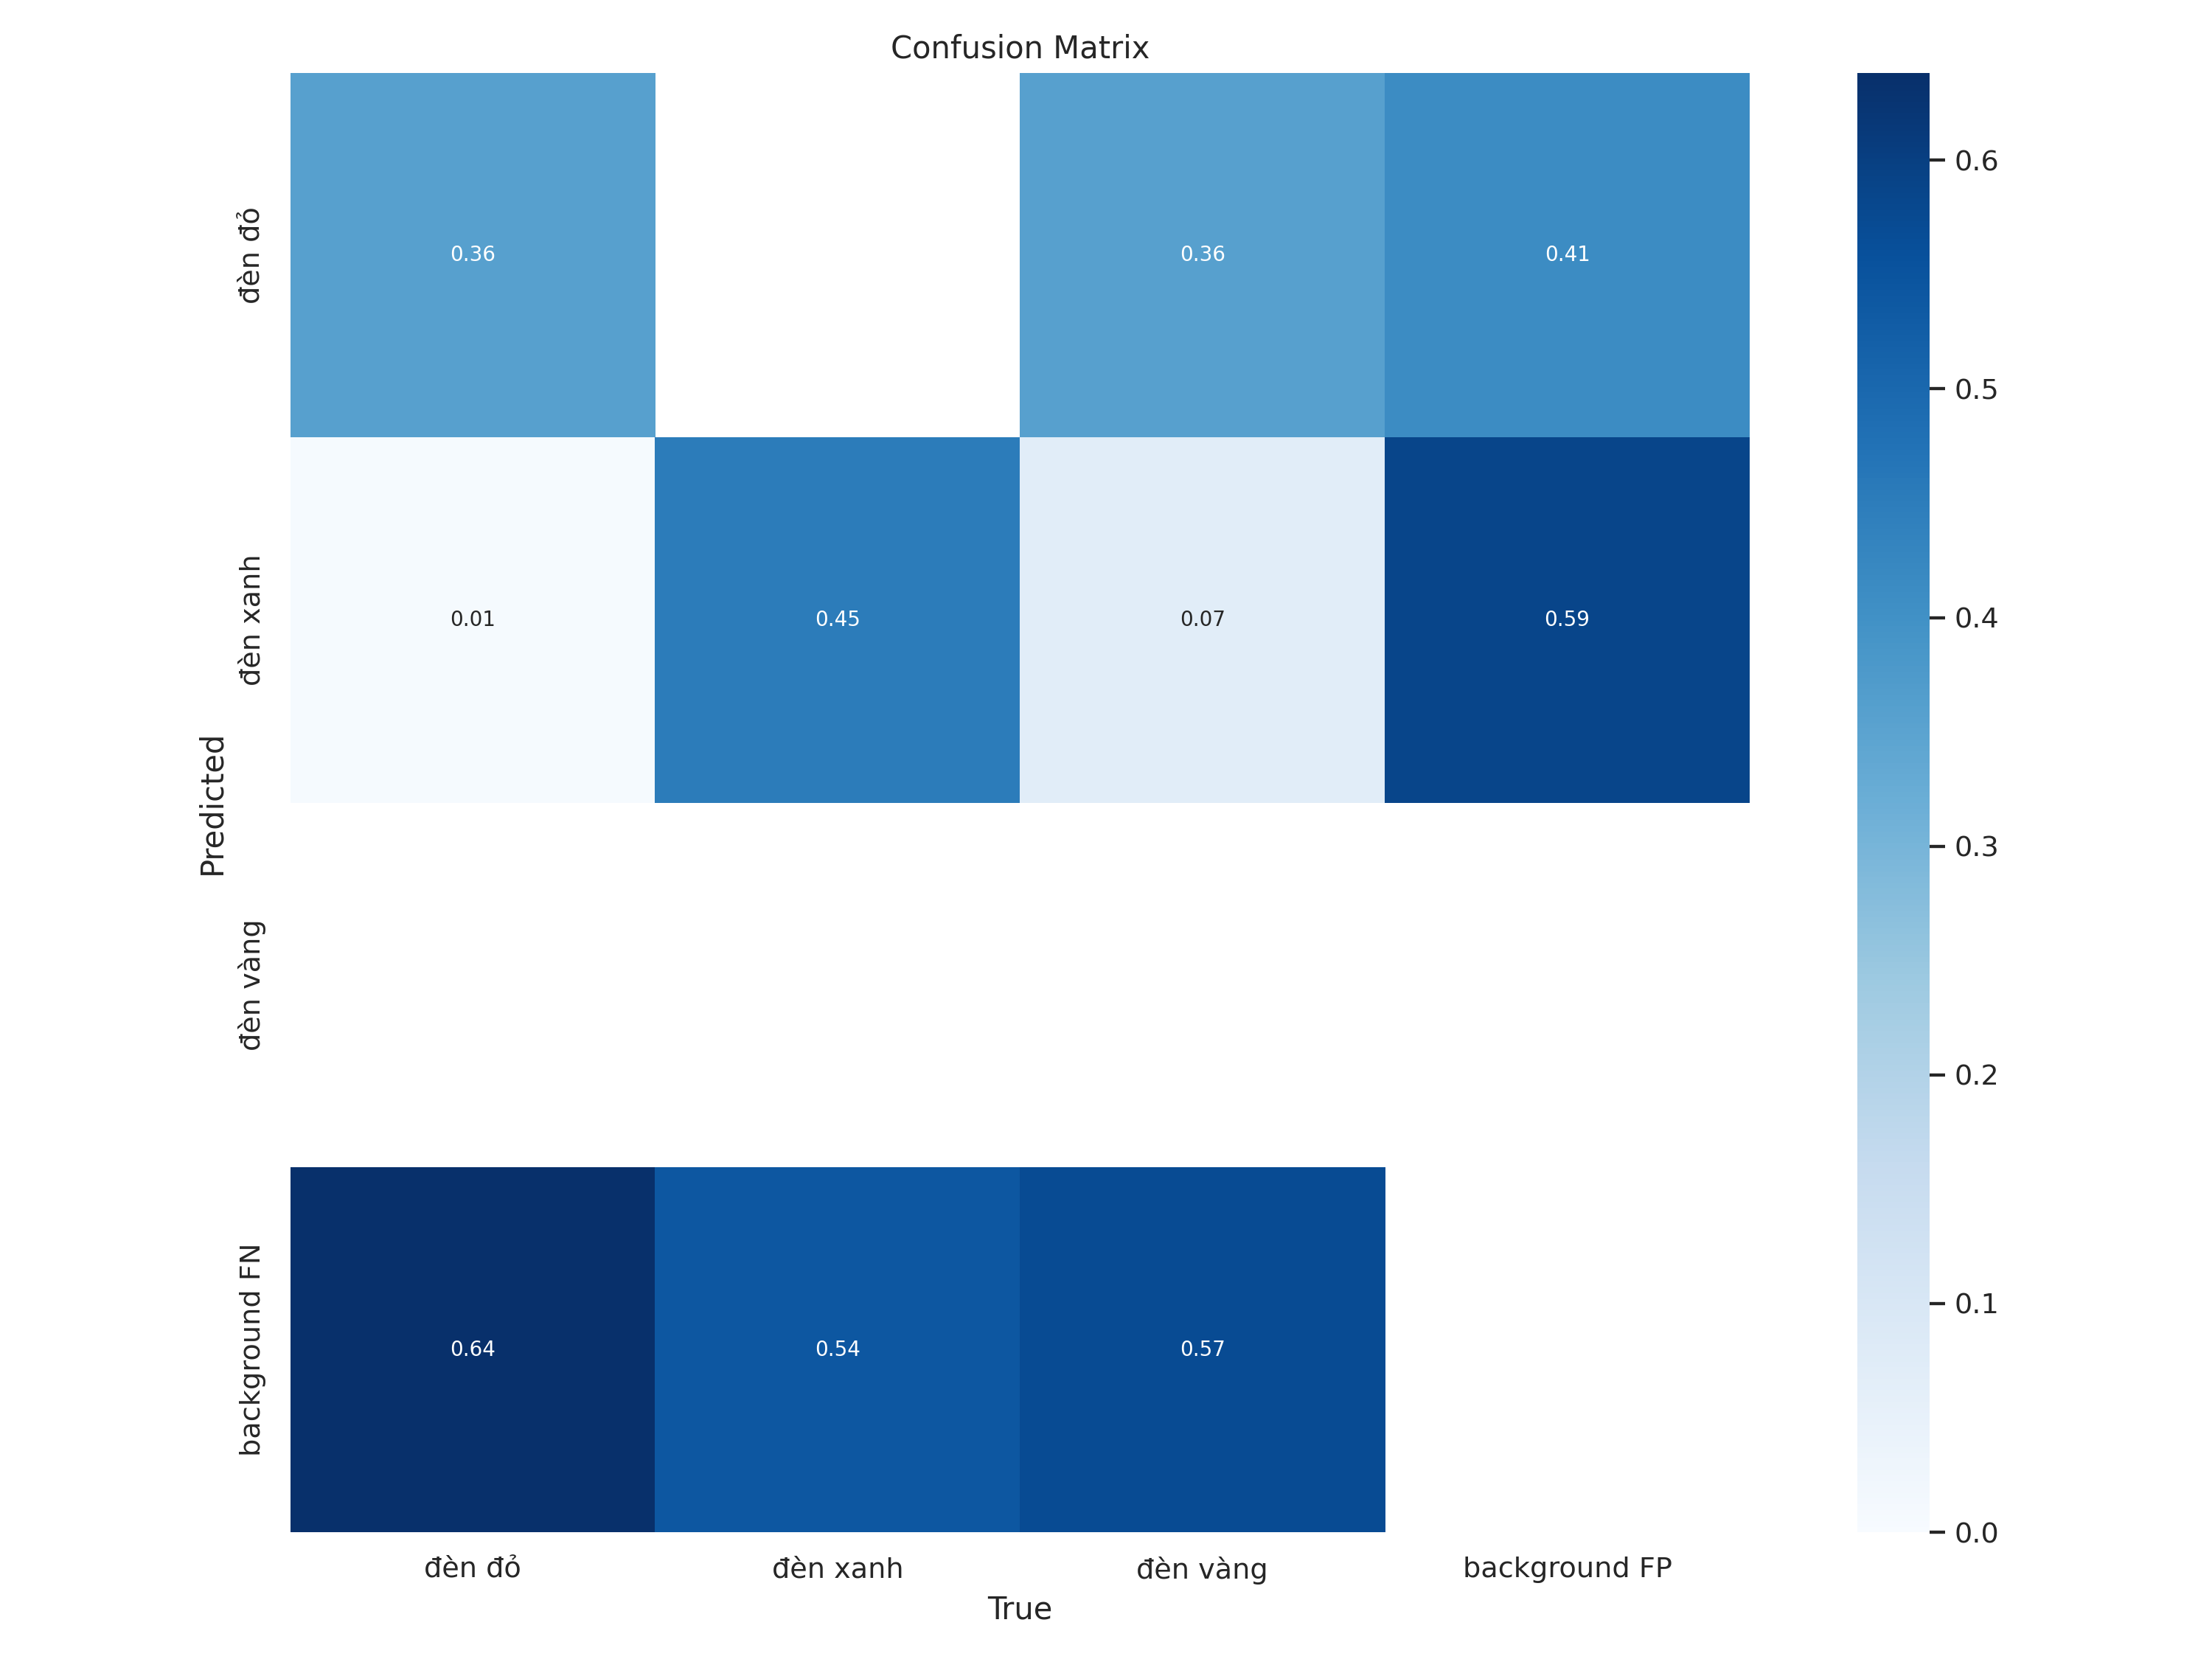 Confusion Matrix
đèn đỏ
0.36
0.36
0.41
đèn xanh
0.01
0.45
0.07
0.59
Predicted
đèn vàng
background FN
0.64
0.54
0.57
đèn đỏ
đèn xanh
đèn vàng
background FP
True
0.6
0.5
0.4
0.3
0.2
0.1
0.0